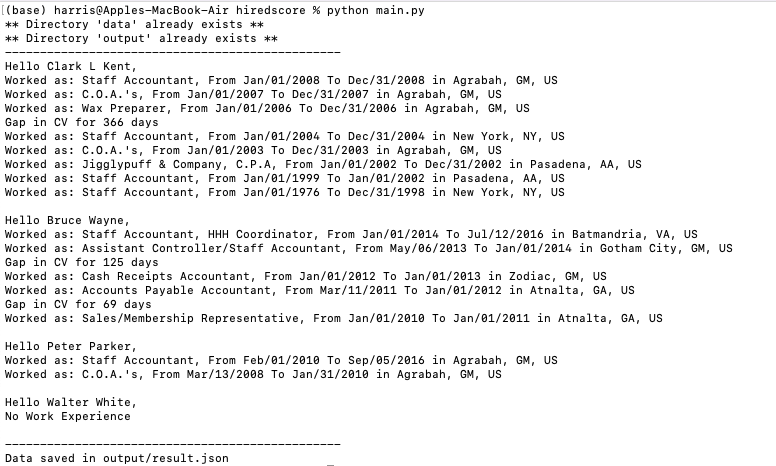 (base) harris@Apples-MacBook-Air hiredscore % python main.py
** Directory 'data' already exists **
** Directory 'output' already exists **
------------------------------------------------
Hello Clark L Kent,
Worked as: Staff Accountant, From Jan/01/2008 To Dec/31/2008 in Agrabah, GM, US
Worked as: C.O.A.'s, From Jan/01/2007 To Dec/31/2007 in Agrabah, GM, US
Worked as: Wax Preparer, From Jan/01/2006 To Dec/31/2006 in Agrabah, GM, US
Gap in CV for 366 days
Worked as: Staff Accountant, From Jan/01/2004 To Dec/31/2004 in New York, NY, US
Worked as: C.O.A.'s, From Jan/01/2003 To Dec/31/2003 in Agrabah, GM, US
Worked as: Jigglypuff & Company, C.P.A, From Jan/01/2002 To Dec/31/2002 in Pasadena, AA, US
Worked as: Staff Accountant, From Jan/01/1999 To Jan/01/2002 in Pasadena, AA, US
Worked as: Staff Accountant, From Jan/01/1976 To Dec/31/1998 in New York, NY, US

Hello Bruce Wayne,
Worked as: Staff Accountant, HHH Coordinator, From Jan/01/2014 To Jul/12/2016 in Batmandria, VA, US
Worked as: Assistant Controller/Staff Accountant, From May/06/2013 To Jan/01/2014 in Gotham City, GM, US
Gap in CV for 125 days
Worked as: Cash Receipts Accountant, From Jan/01/2012 To Jan/01/2013 in Zodiac, GM, US
Worked as: Accounts Payable Accountant, From Mar/11/2011 To Jan/01/2012 in Atnalta, GA, US
Gap in CV for 69 days
Worked as: Sales/Membership Representative, From Jan/01/2010 To Jan/01/2011 in Atnalta, GA, US

Hello Peter Parker,
Worked as: Staff Accountant, From Feb/01/2010 To Sep/05/2016 in Agrabah, GM, US
Worked as: C.O.A.'s, From Mar/13/2008 To Jan/31/2010 in Agrabah, GM, US

Hello Walter White,
No Work Experience

------------------------------------------------
Data saved in output/result.json